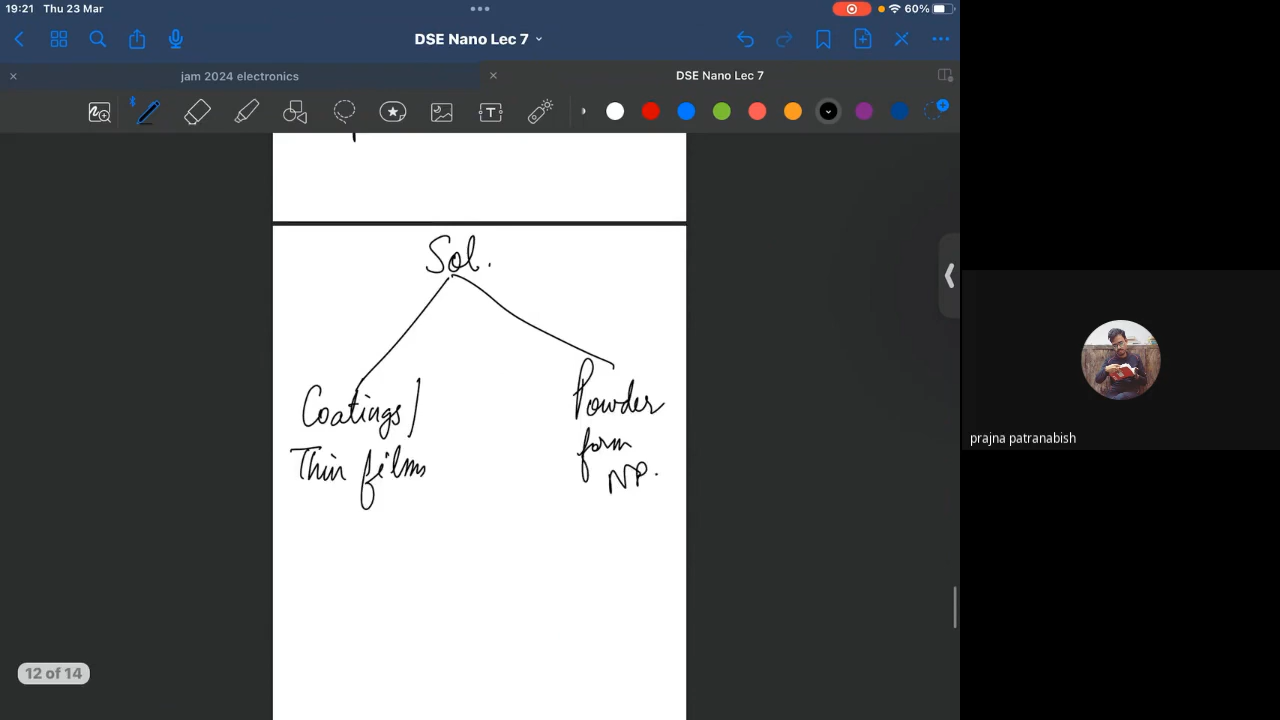 19:21 Thu 23 Mar
60%
DSE Nano Lec 7
jam 2024 electronics
DSE Nano Lec 7
T
Sol.
Coatings/
Thin films
Powder
form
NP.
prajna patranabish
12 of 14